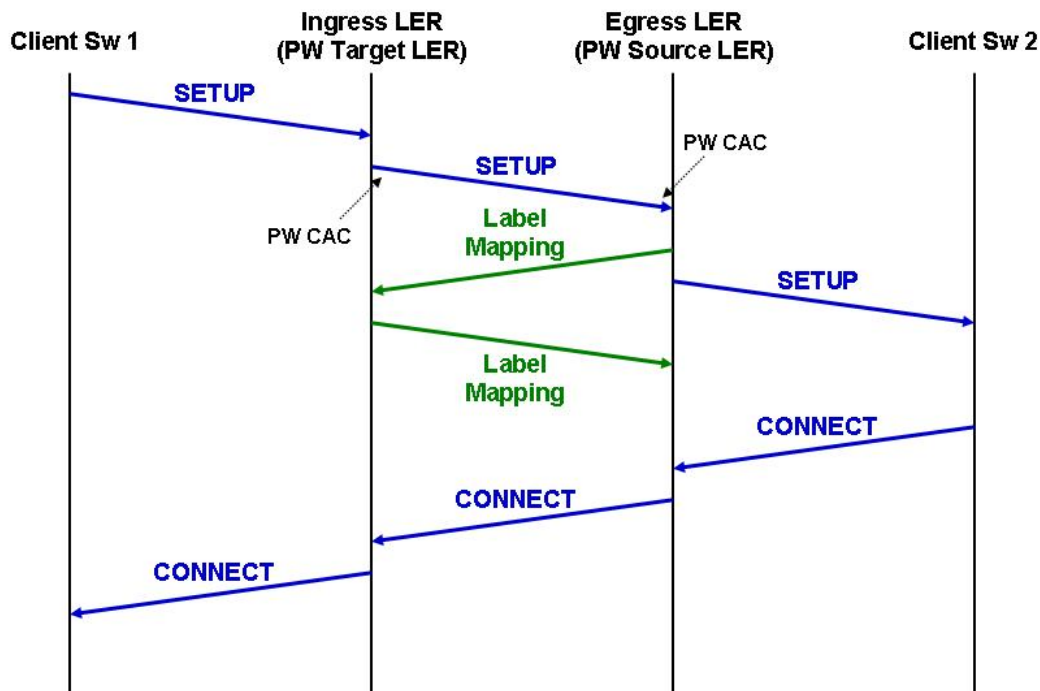 Client Sw 1
Ingress LER
(PW Target LER)
Egress LER
(PW Source LER)
Client Sw 2
SETUP
SETUP
PW CAC
PW CAC
Label
Mapping
SETUP
Label
Mapping
CONNECT
CONNECT
CONNECT